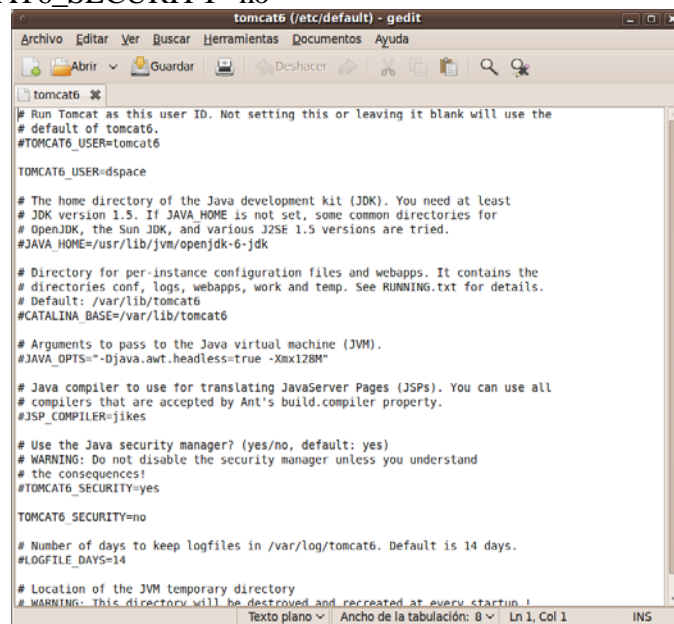 tomcat6 (/etc/default) - gedit
Archivo Editar Ver Buscar Herramientas Documentos Ayuda
Abrir Guardar Deshacer
tomcat6
# Run Tomcat as this user ID. Not setting this or leaving it blank will use the
# default of tomcat6.
#TOMCAT6_USER=tomcat6
TOMCAT6_USER=dspace
# The home directory of the Java development kit (JDK). You need at least
# JDK version 1.5. If JAVA_HOME is not set, some common directories for
# OpenJDK, the Sun JDK, and various J2SE 1.5 versions are tried.
#JAVA_HOME=/usr/lib/jvm/openjdk-6-jdk
# Directory for per-instance configuration files and webapps. It contains the
# directories conf, logs, webapps, work and temp. See RUNNING.txt for details.
# Default: /var/lib/tomcat6
#CATALINA_BASE=/var/lib/tomcat6
# Arguments to pass to the Java virtual machine (JVM).
#JAVA_OPTS="-Djava.awt.headless=true -Xmx128M"
# Java compiler to use for translating JavaServer Pages (JSPs). You can use all
# compilers that are accepted by Ant's build.compiler property.
#JSP_COMPILER=jikes
# Use the Java security manager? (yes/no, default: yes)
# WARNING: Do not disable the security manager unless you understand
# the consequences!
#TOMCAT6_SECURITY=yes
TOMCAT6_SECURITY=no
# Number of days to keep logfiles in /var/log/tomcat6. Default is 14 days.
#LOGFILE_DAYS=14
# Location of the JVM temporary directory
# WARNING: This directory will be destroyed and recreated at every startup !
Texto plano Ancho de la tabulación: 8 Ln 1, Col 1 INS